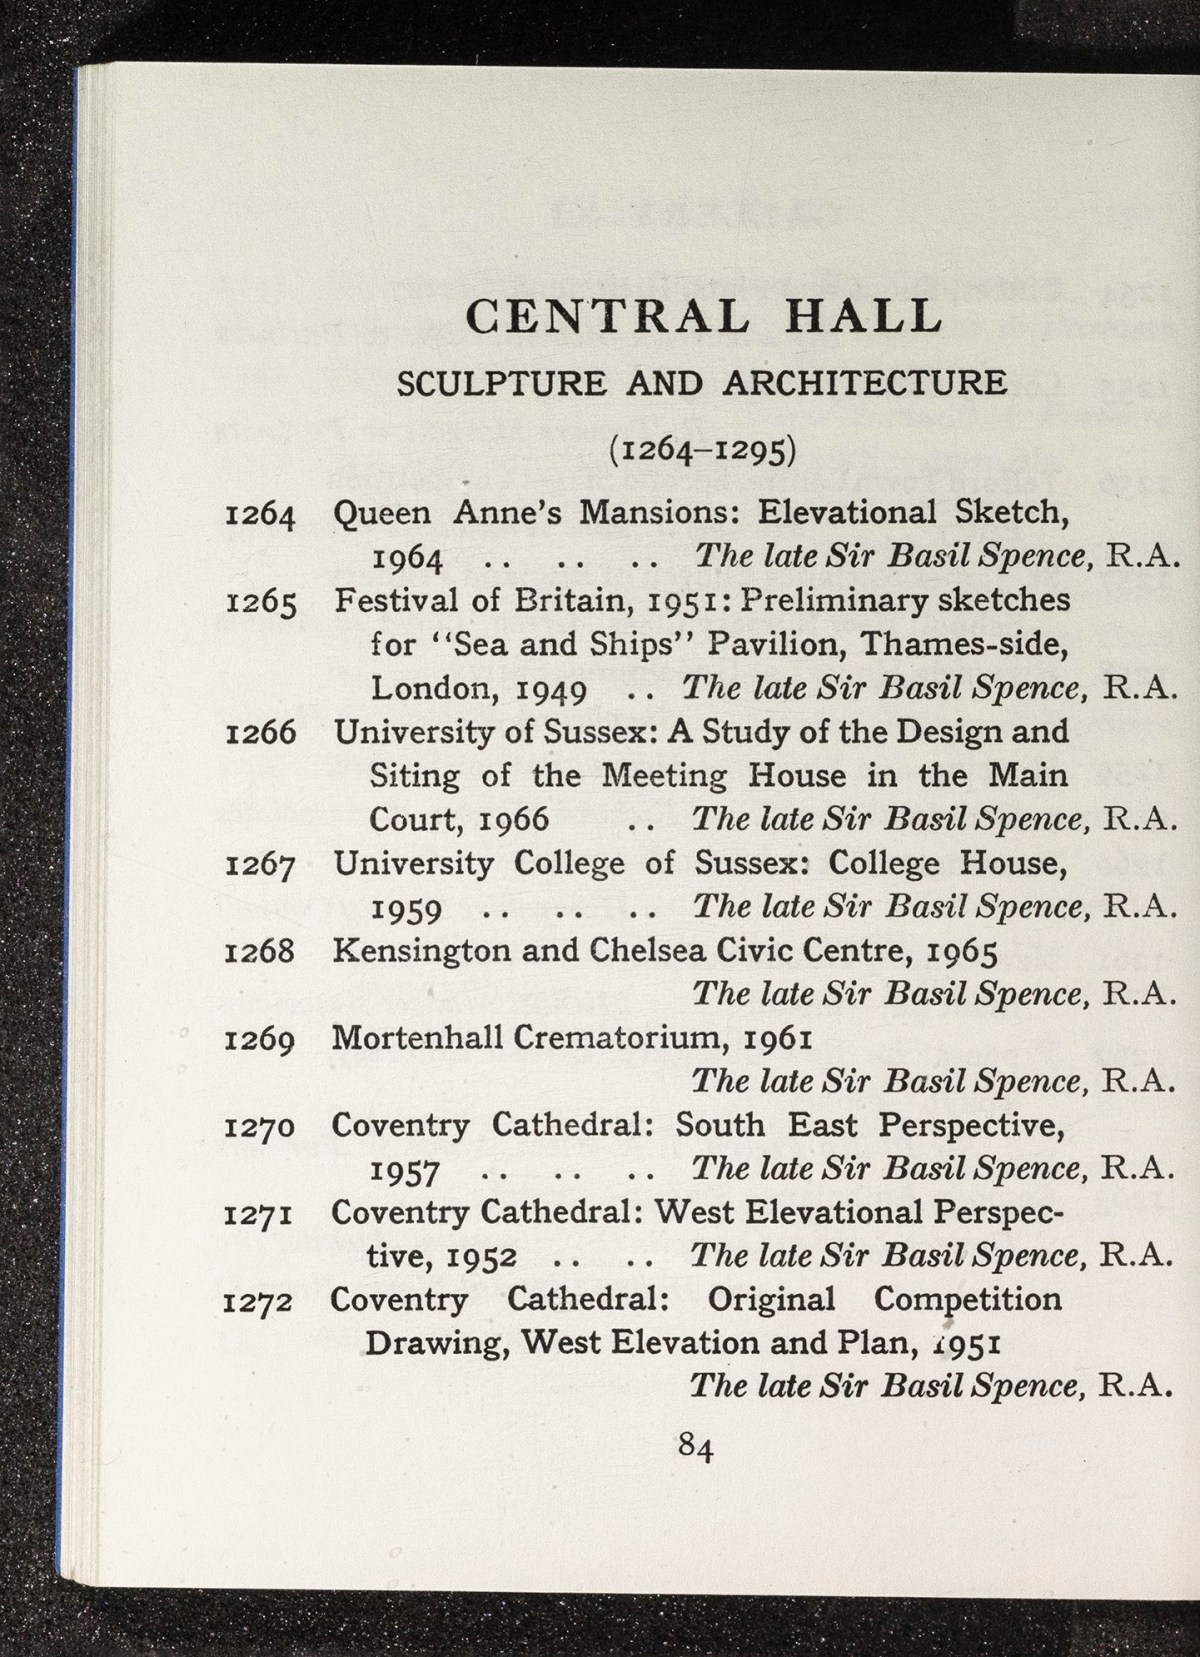 CENTRAL HALL
SCULPTURE AND ARCHITECTURE
(1264–1295)
1264 Queen Anne's Mansions: Elevational Sketch,
1964 .. .. .. The late Sir Basil Spence, R.A.
1265 Festival of Britain, 1951: Preliminary sketches
for "Sea and Ships" Pavilion, Thames-side,
London, 1949 .. The late Sir Basil Spence, R.A.
1266 University of Sussex: A Study of the Design and
Siting of the Meeting House in the Main
Court, 1966 .. The late Sir Basil Spence, R.A.
1267 University College of Sussex: College House,
1959 .. .. .. The late Sir Basil Spence, R.A.
1268 Kensington and Chelsea Civic Centre, 1965
The late Sir Basil Spence, R.A.
1269 Mortenhall Crematorium, 1961
The late Sir Basil Spence, R.A.
1270 Coventry Cathedral: South East Perspective,
1957 .. .. .. The late Sir Basil Spence, R.A.
1271 Coventry Cathedral: West Elevational Perspec-
tive, 1952 .. .. The late Sir Basil Spence, R.A.
1272 Coventry Cathedral: Original Competition
Drawing, West Elevation and Plan, 1951
The late Sir Basil Spence, R.A.
84